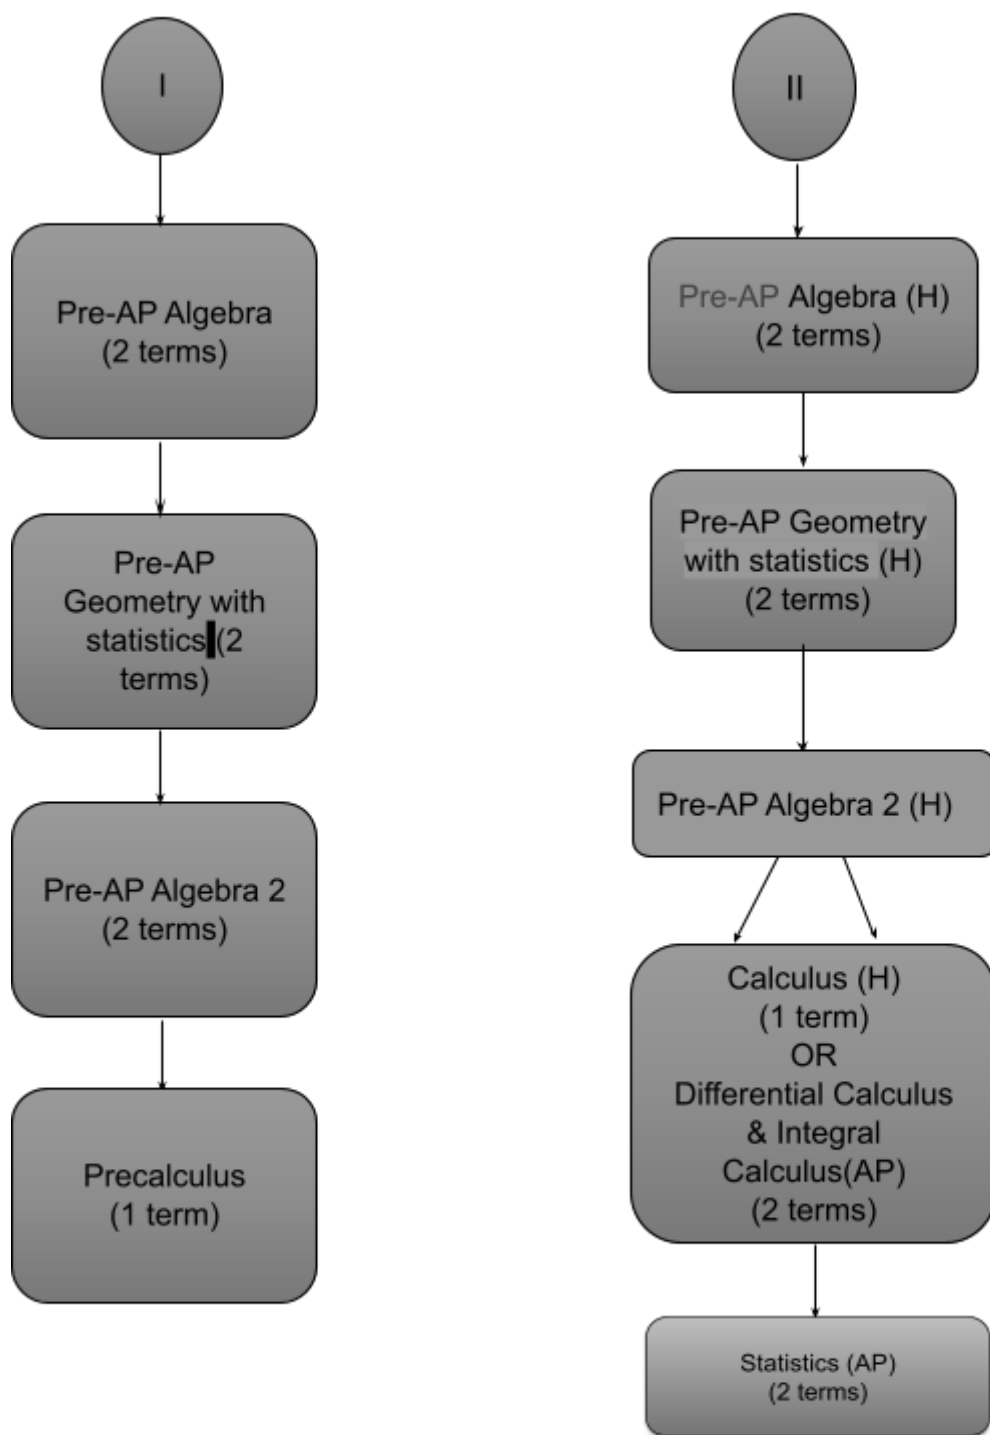 I
Pre-AP Algebra
(2 terms)
Pre-AP
Geometry with
statistics (2
terms)
Pre-AP Algebra 2
(2 terms)
Precalculus
(1 term)
II
Pre-AP Algebra (H)
(2 terms)
Pre-AP Geometry
with statistics (H)
(2 terms)
Pre-AP Algebra 2 (H)
Calculus (H)
(1 term)
OR
Differential Calculus
& Integral
Calculus(AP)
(2 terms)
Statistics (AP)
(2 terms)